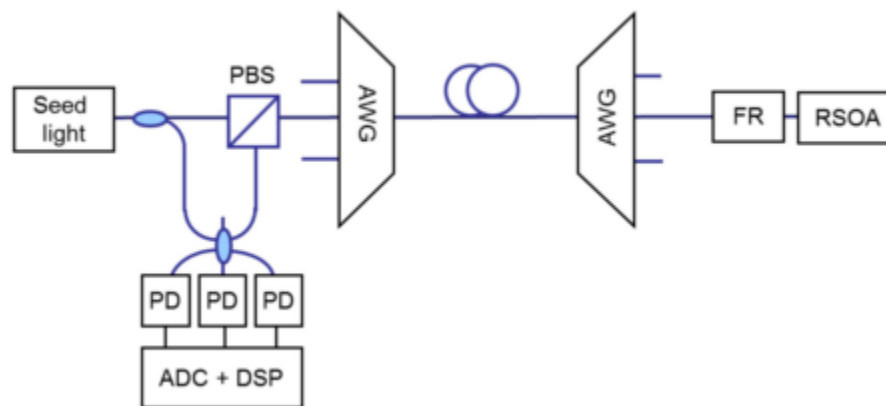 Seed
light
PBS
AWG
AWG
FR
RSOA
PD
PD
PD
ADC + DSP